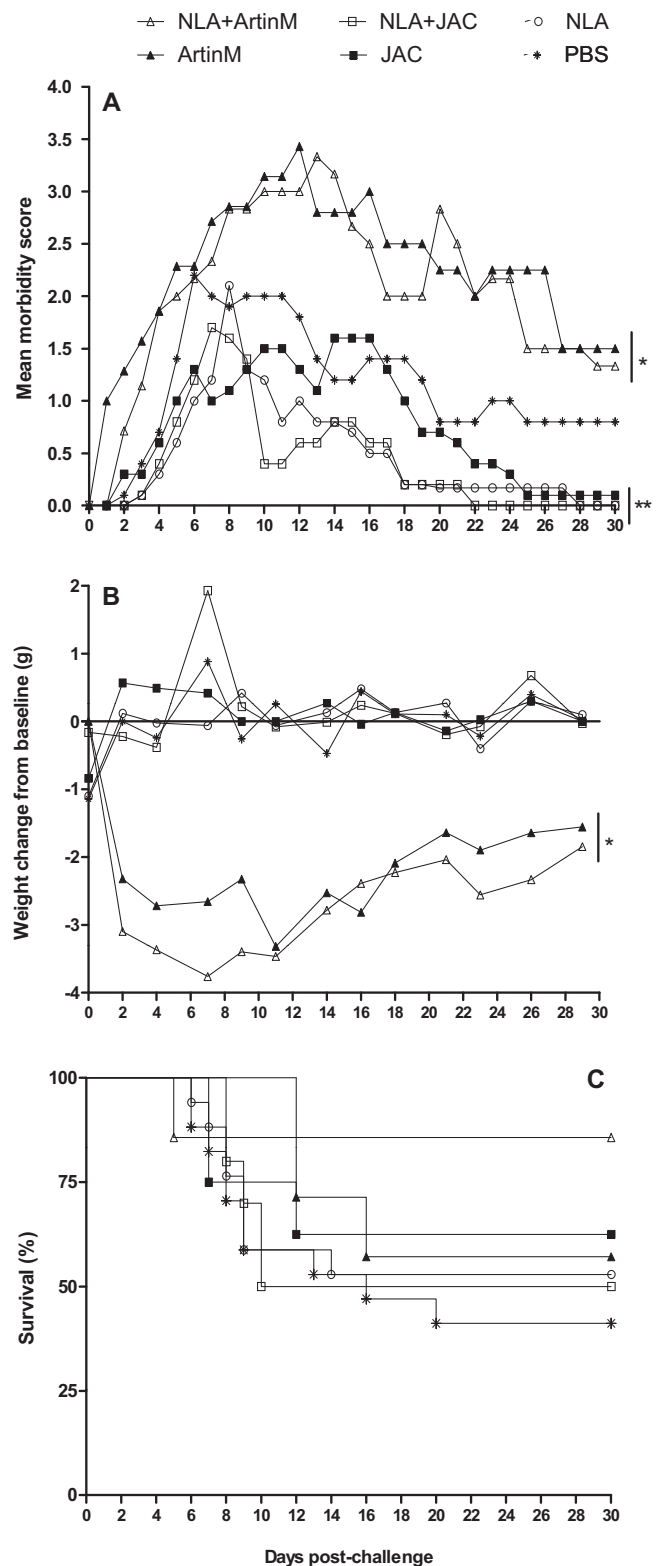 NLA+ArtinM NLA+JAC NLA
ArtinM JAC PBS
A
4.0
3.5
3.0
2.5
2.0
1.5
1.0
0.5
0.0
Mean morbidity score
*
**
0 2 4 6 8 10 12 14 16 18 20 22 24 26 28 30
B
2
1
0
-1
-2
-3
-4
Weight change from baseline (g)
*
0 2 4 6 8 10 12 14 16 18 20 22 24 26 28 30
C
100
75
50
25
0
Survival (%)
0 2 4 6 8 10 12 14 16 18 20 22 24 26 28 30
Days post-challenge